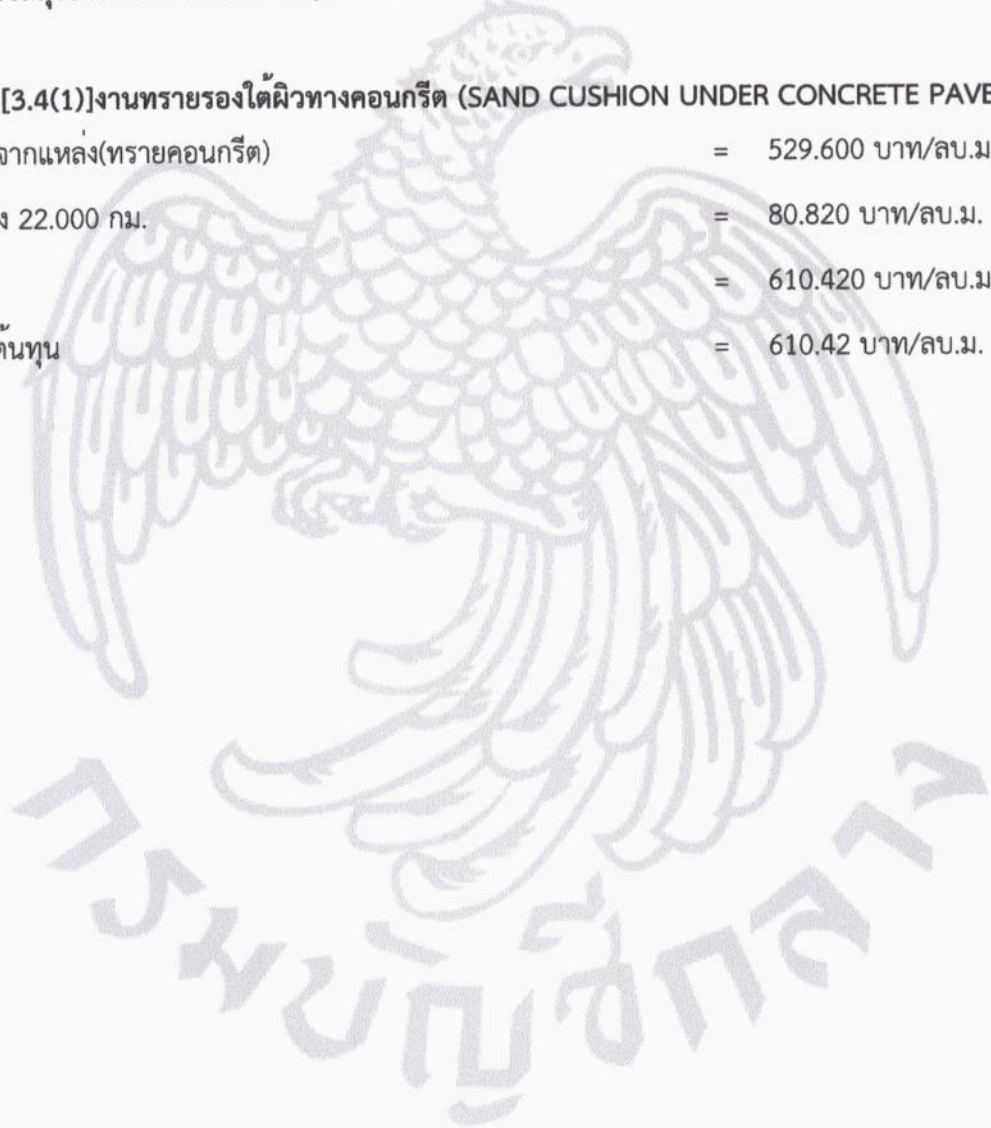 [3.4(1)]งานทรายรองใต้ผิวทางคอนกรีต (SAND CUSHION UNDER CONCRETE PAVE
จากแหล่ง(ทรายคอนกรีต) = 529.600 บาท/ลบ.ม
ง 22.000 กม. = 80.820 บาท/ลบ.ม.
= 610.420 บาท/ลบ.ม
ต้นทุน = 610.42 บาท/ลบ.ม.
กรมบัญชีกลาง